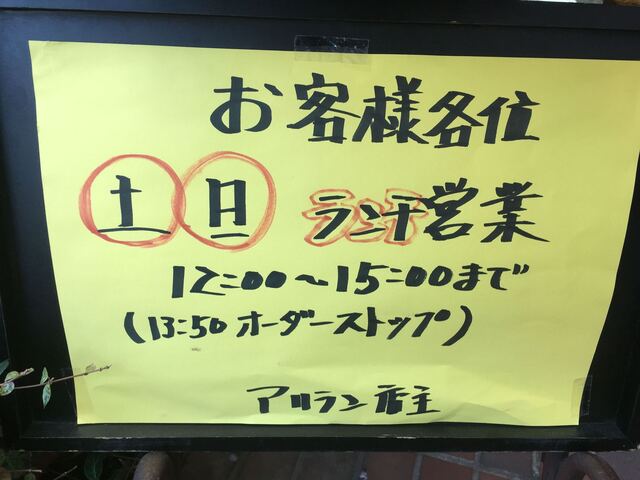 お客様各位
土 日 ランチ営業
12:00～15:00まで
(13:50 オーダーストップ)
アリラン店主